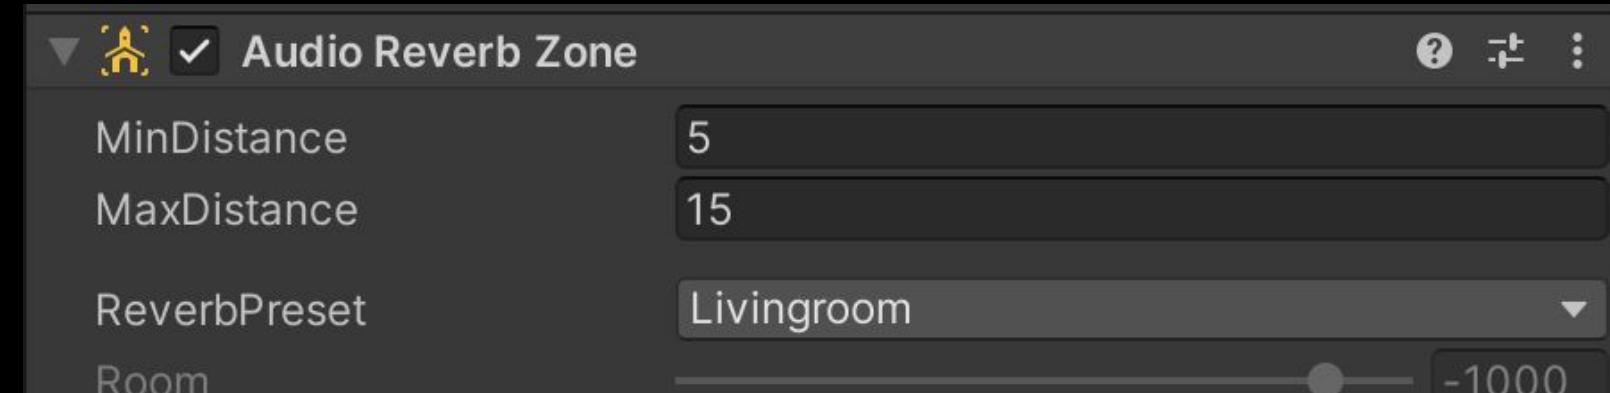 Audio Reverb Zone
MinDistance 5
MaxDistance 15
ReverbPreset Livingroom
Room -1000